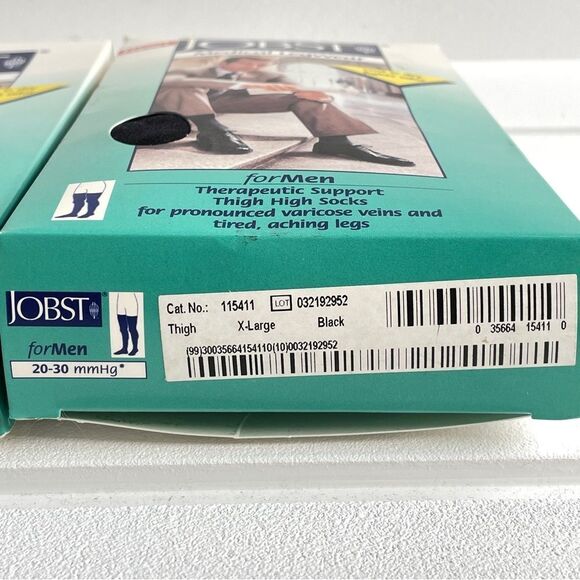 JOBST
forMen
Therapeutic Support
Thigh High Socks
for pronounced varicose veins and
tired, aching legs
JOBST®
forMen
20-30 mmHg*
Cat. No.: 115411 LOT 032192952
Thigh X-Large Black
(99)30035664154110(10)0032192952
0 35664 15411 0